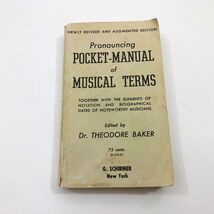 NEWLY REVISED AND AUGMENTED EDITION
Pronouncing
POCKET-MANUAL
of
MUSICAL TERMS
TOGETHER WITH THE ELEMENTS OF
NOTATION AND BIOGRAPHICAL
DATES OF NOTEWORTHY MUSICIANS
Edited by
Dr. THEODORE BAKER
75 cents
G. SCHIRMER
New York